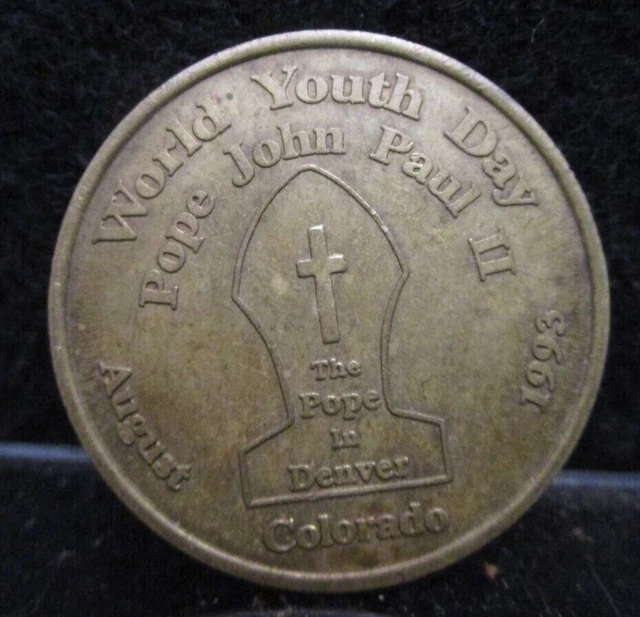 World Youth Day
Pope John Paul II
The
Pope
In
Denver
August
1993
Colorado